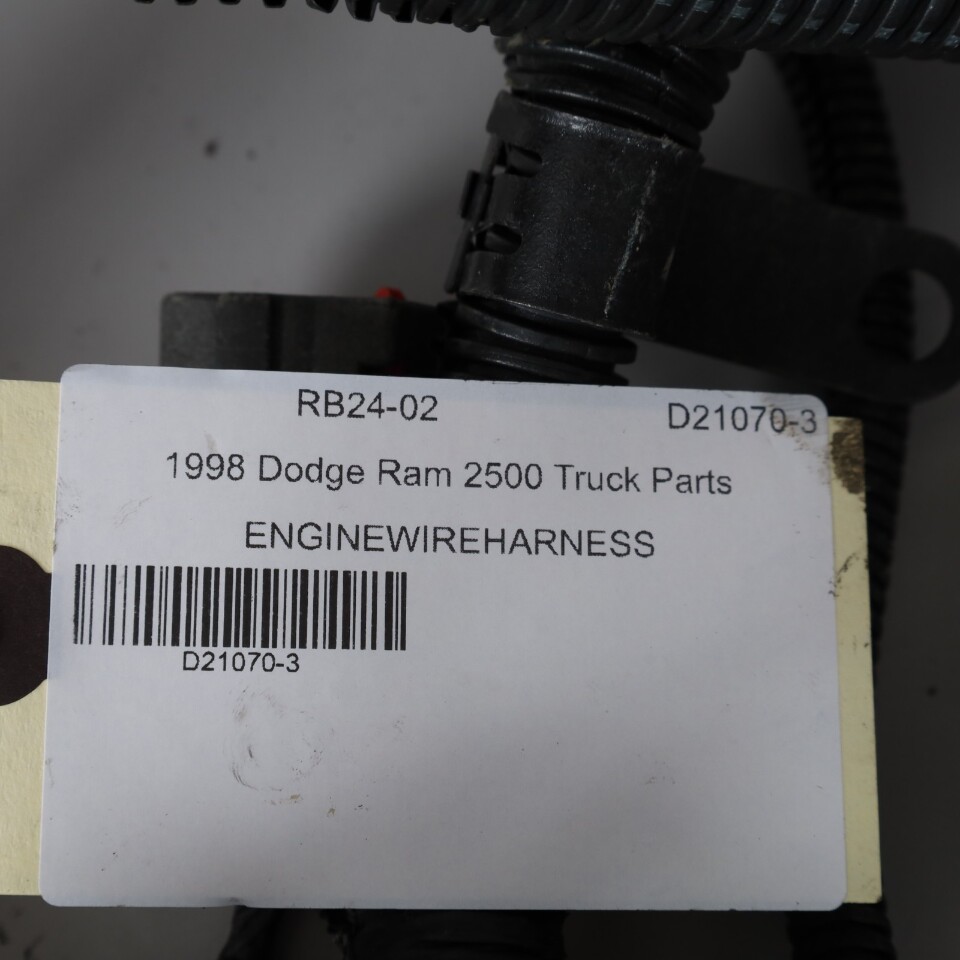 RB24-02 D21070-3
1998 Dodge Ram 2500 Truck Parts
ENGINEWIREHARNESS
D21070-3